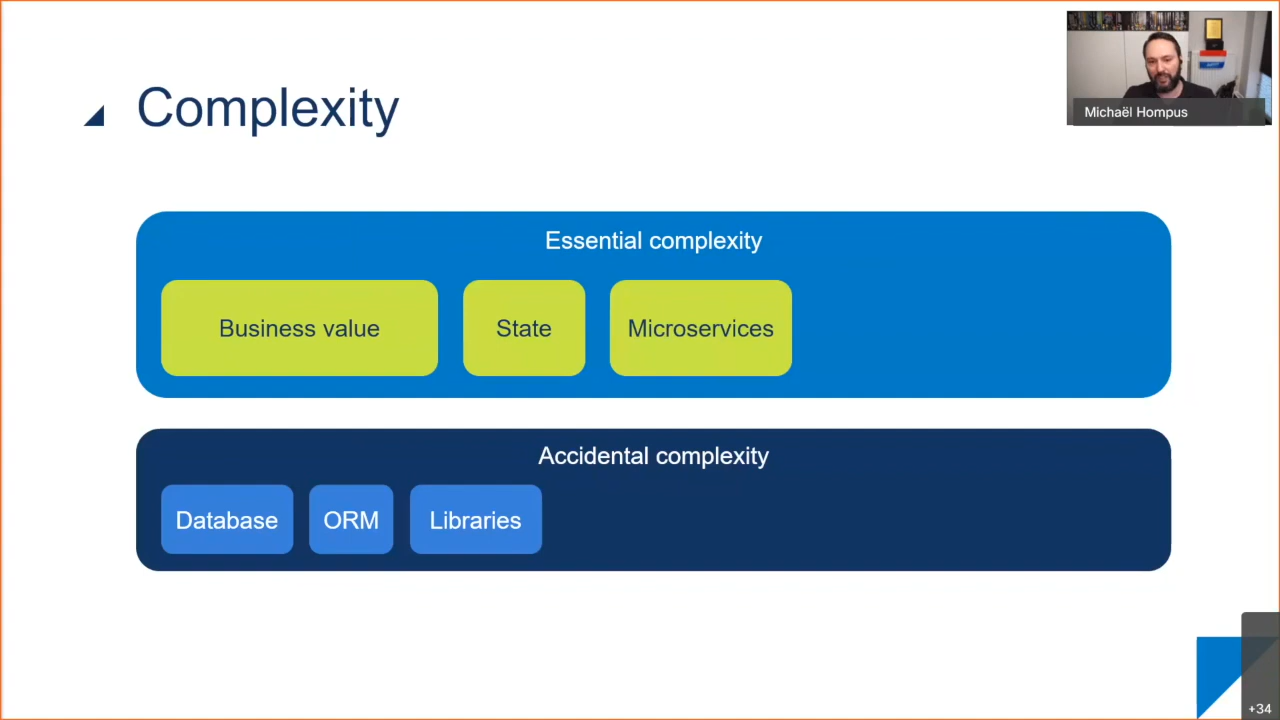 Complexity
Michaël Hompus
Essential complexity
Business value
State
Microservices
Accidental complexity
Database
ORM
Libraries
+34